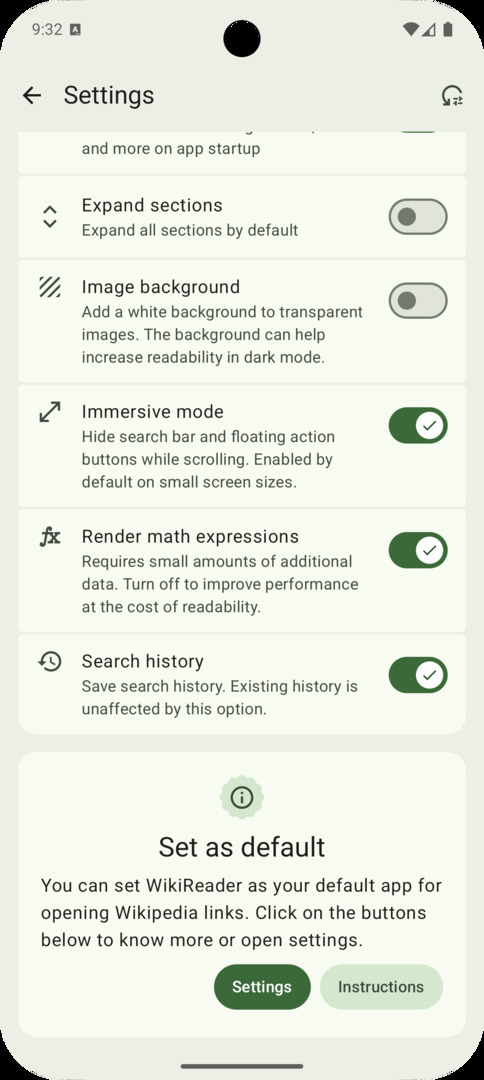 9:32
Settings
and more on app startup
Expand sections
Expand all sections by default
Image background
Add a white background to transparent
images. The background can help
increase readability in dark mode.
Immersive mode
Hide search bar and floating action
buttons while scrolling. Enabled by
default on small screen sizes.
Render math expressions
Requires small amounts of additional
data. Turn off to improve performance
at the cost of readability.
Search history
Save search history. Existing history is
unaffected by this option.
Set as default
You can set WikiReader as your default app for
opening Wikipedia links. Click on the buttons
below to know more or open settings.
Settings
Instructions